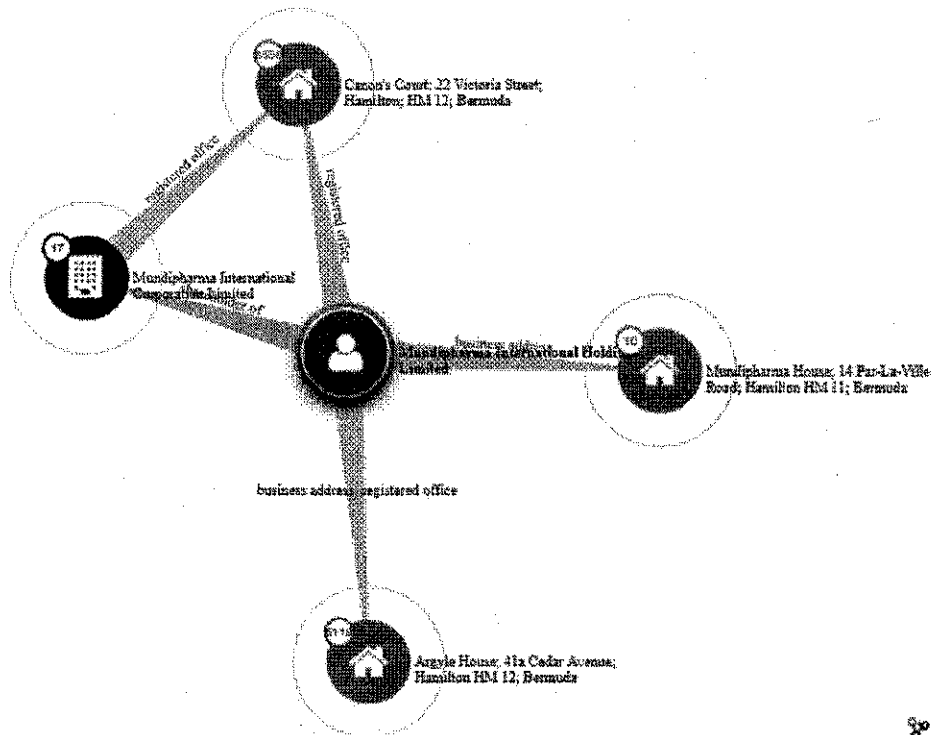 Canon's Court; 22 Victoria Street;
Hamilton; HM 12; Bermuda
registered office
registered office
17
Mundipharma International
Corporation Limited
of
business
Mundipharma International
Limited
10
Mundipharma House; 14 Par-La-Ville
Road; Hamilton HM 11; Bermuda
business address registered office
Argyle House; 41a Cedar Avenue;
Hamilton HM 12; Bermuda